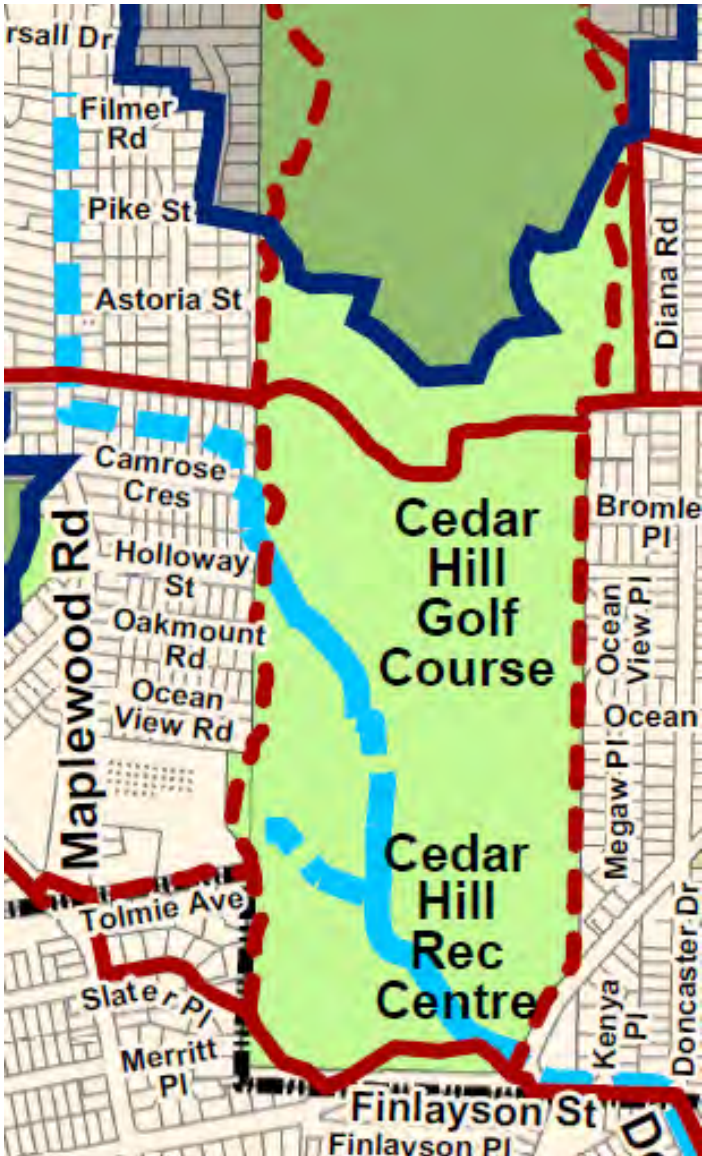 rsall Dr
Filmer
Rd
Pike St
Astoria St
Diana Rd
Camrose
Cres
Cedar
Hill
Golf
Course
Bromle
Pl
Holloway
St
Maplewood Rd
Oakmount
Rd
Ocean
View Pl
Ocean
View Rd
Ocean
Megaw Pl
Cedar
Hill
Rec
Centre
Tolmie Ave
Doncaster Dr
Slater Pl
Kenya
Pl
Merritt
Pl
Finlayson St
Finlayson Pl